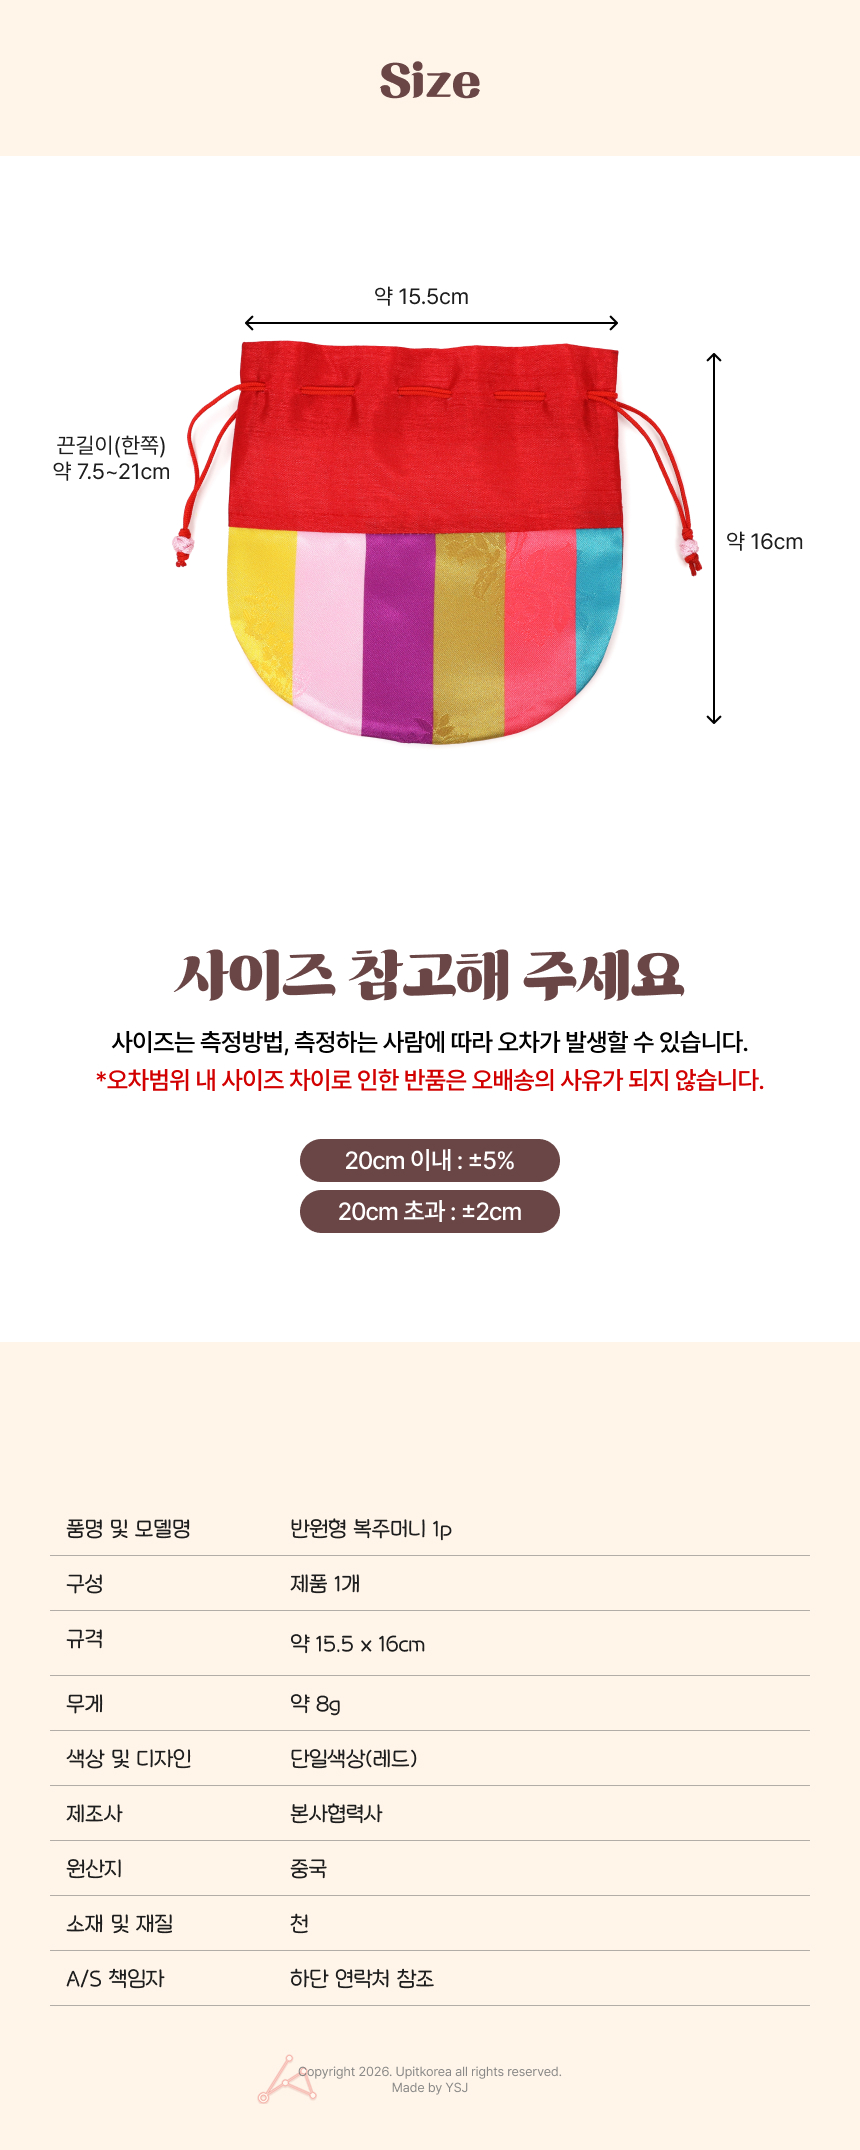 Size
약 15.5cm
끈길이(한쪽)
약 7.5~21cm
약 16cm
사이즈 참고해 주세요
사이즈는 측정방법, 측정하는 사람에 따라 오차가 발생할 수 있습니다.
*오차범위 내 사이즈 차이로 인한 반품은 오배송의 사유가 되지 않습니다.
20cm 이내 : ±5%
20cm 초과 : ±2cm
품명 및 모델명 반원형 복주머니 1p
구성 제품 1개
규격 약 15.5 x 16cm
무게 약 8g
색상 및 디자인 단일색상(레드)
제조사 본사협력사
원산지 중국
소재 및 재질 천
A/S 책임자 하단 연락처 참조
Copyright 2026. Upitkorea all rights reserved.
Made by YSJ